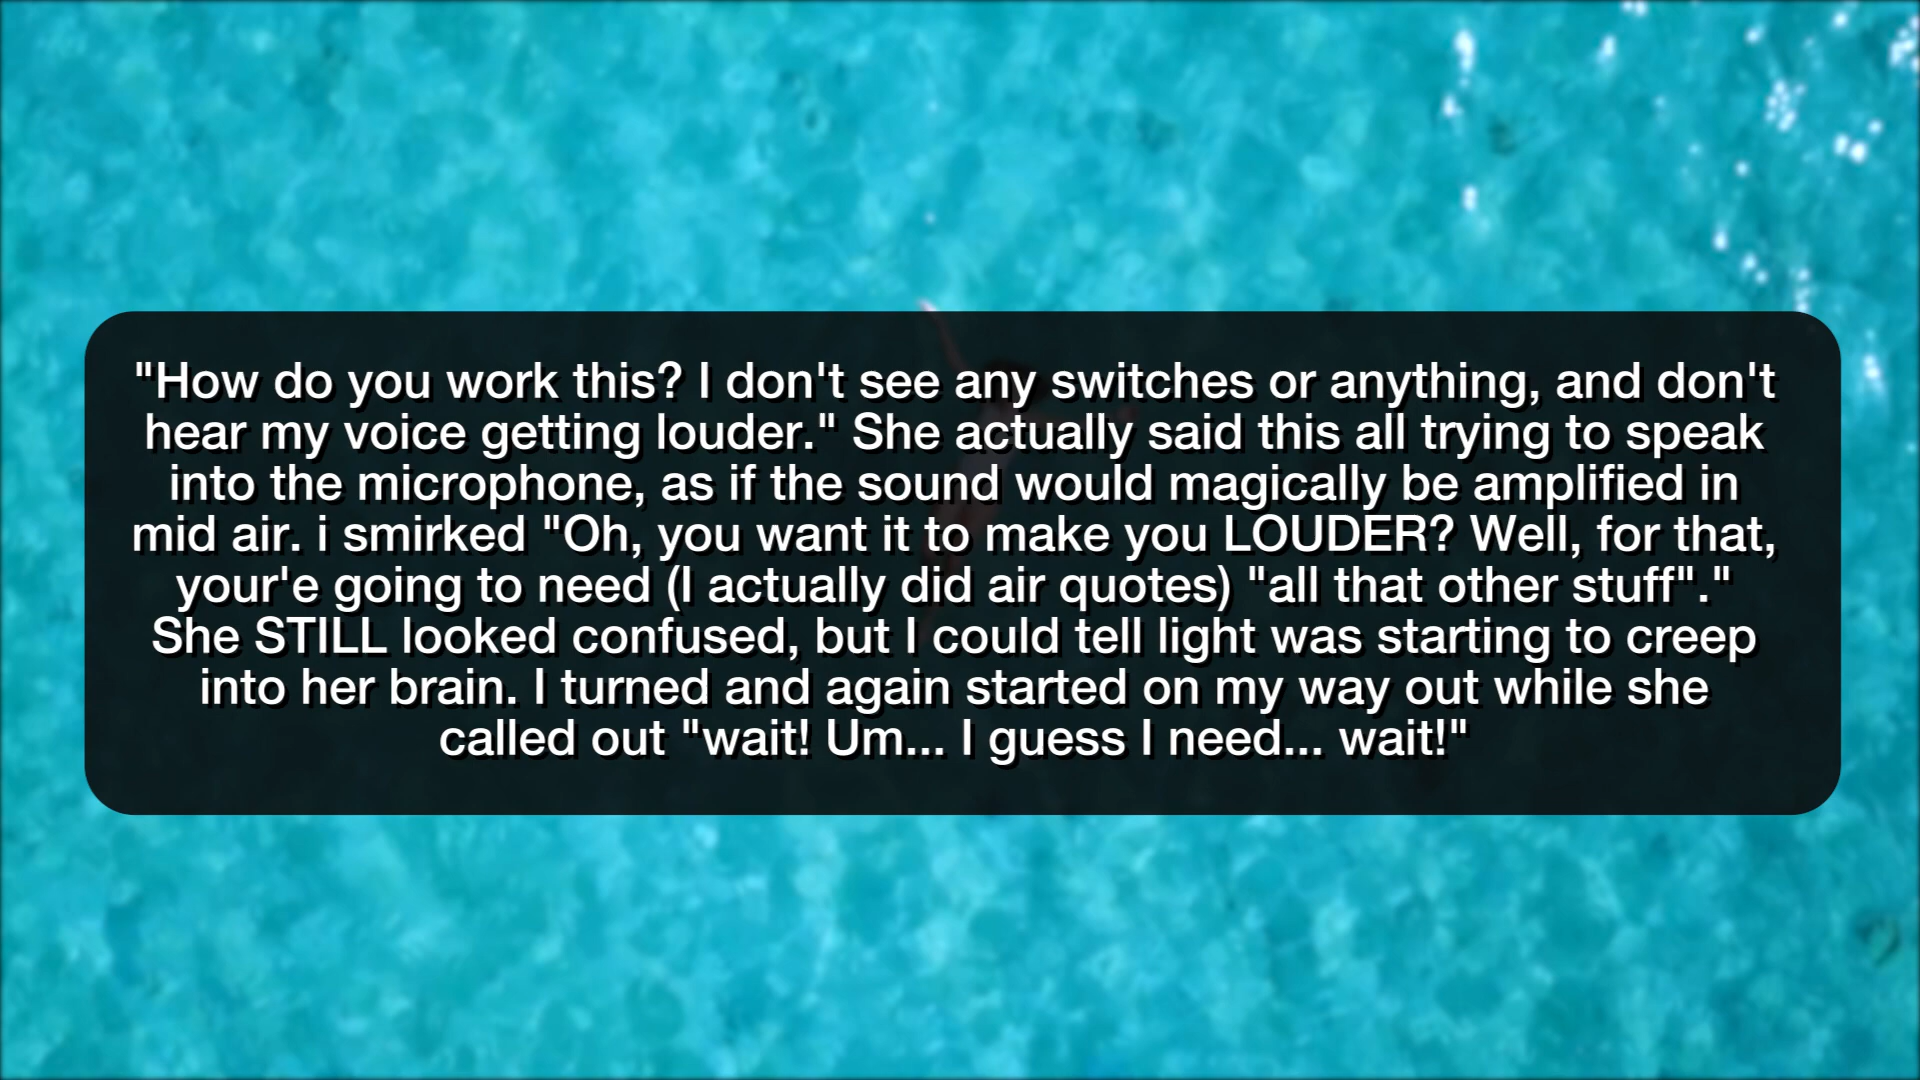 "How do you work this? I don't see any switches or anything, and don't
hear my voice getting louder." She actually said this all trying to speak
into the microphone, as if the sound would magically be amplified in
mid air. i smirked "Oh, you want it to make you LOUDER? Well, for that,
your'e going to need (I actually did air quotes) "all that other stuff"."
She STILL looked confused, but I could tell light was starting to creep
into her brain. I turned and again started on my way out while she
called out "wait! Um... I guess I need... wait!"